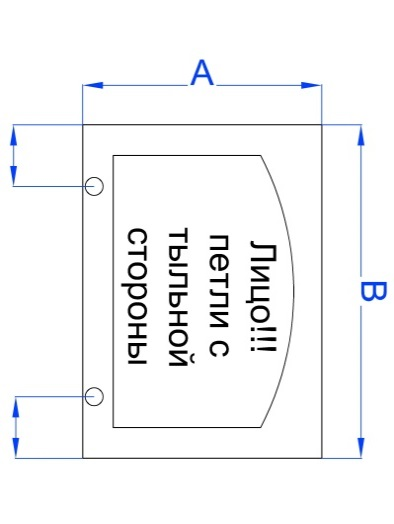 A
B
Лицо!!!
петли с
тыльной
стороны